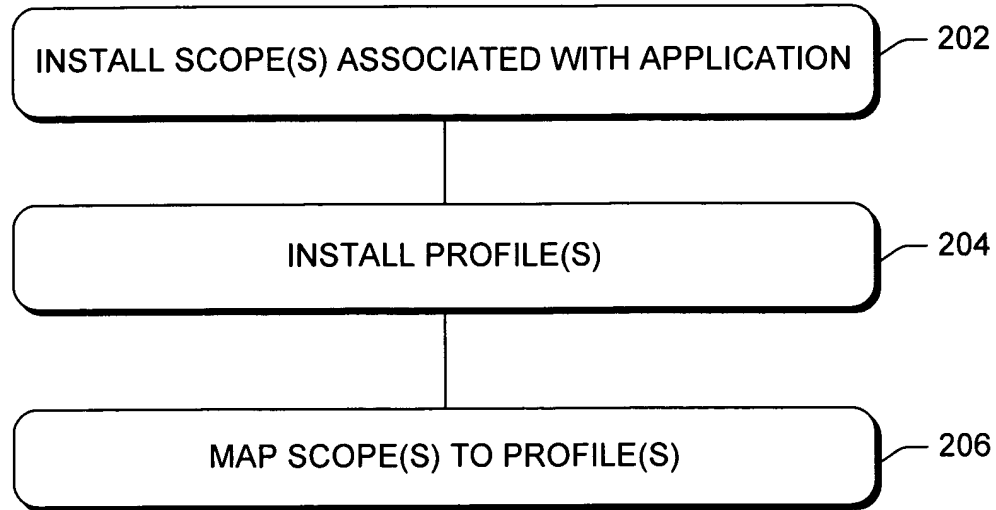 INSTALL SCOPE(S) ASSOCIATED WITH APPLICATION
202
INSTALL PROFILE(S)
204
MAP SCOPE(S) TO PROFILE(S)
206